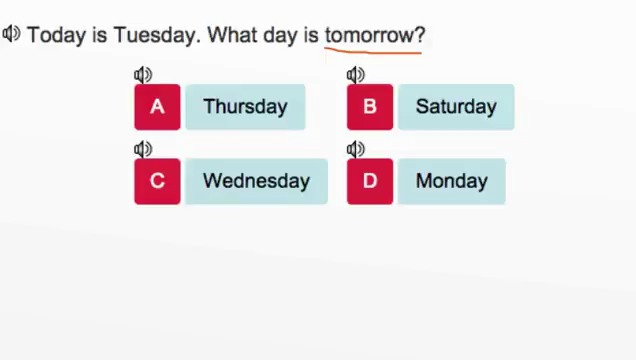 Today is Tuesday. What day is tomorrow?
A Thursday
B Saturday
C Wednesday
D Monday